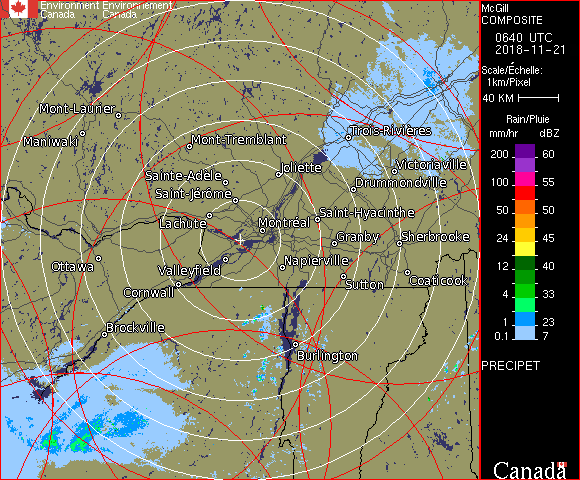 Environment Environnement
Canada Canada
McGill
COMPOSITE
0640 UTC
2018-11-21
Scale/Échelle:
1km/Pixel
40 KM
Rain/Pluie
mm/hr dBZ
200 60
150 57
100 55
50 50
24 45
12 40
4 33
1 23
0.1 7
PRECIPET
Canada
Mont-Laurier
Maniwaki
Mont-Tremblant
Trois-Rivières
Victoriaville
Joliette
Sainte-Adèle
Drummondville
Saint-Jérôme
Saint-Hyacinthe
Lachute
Montréal
Granby
Sherbrooke
Ottawa
Valleyfield
Napierville
Sutton
Coaticook
Cornwall
Brockville
Burlington